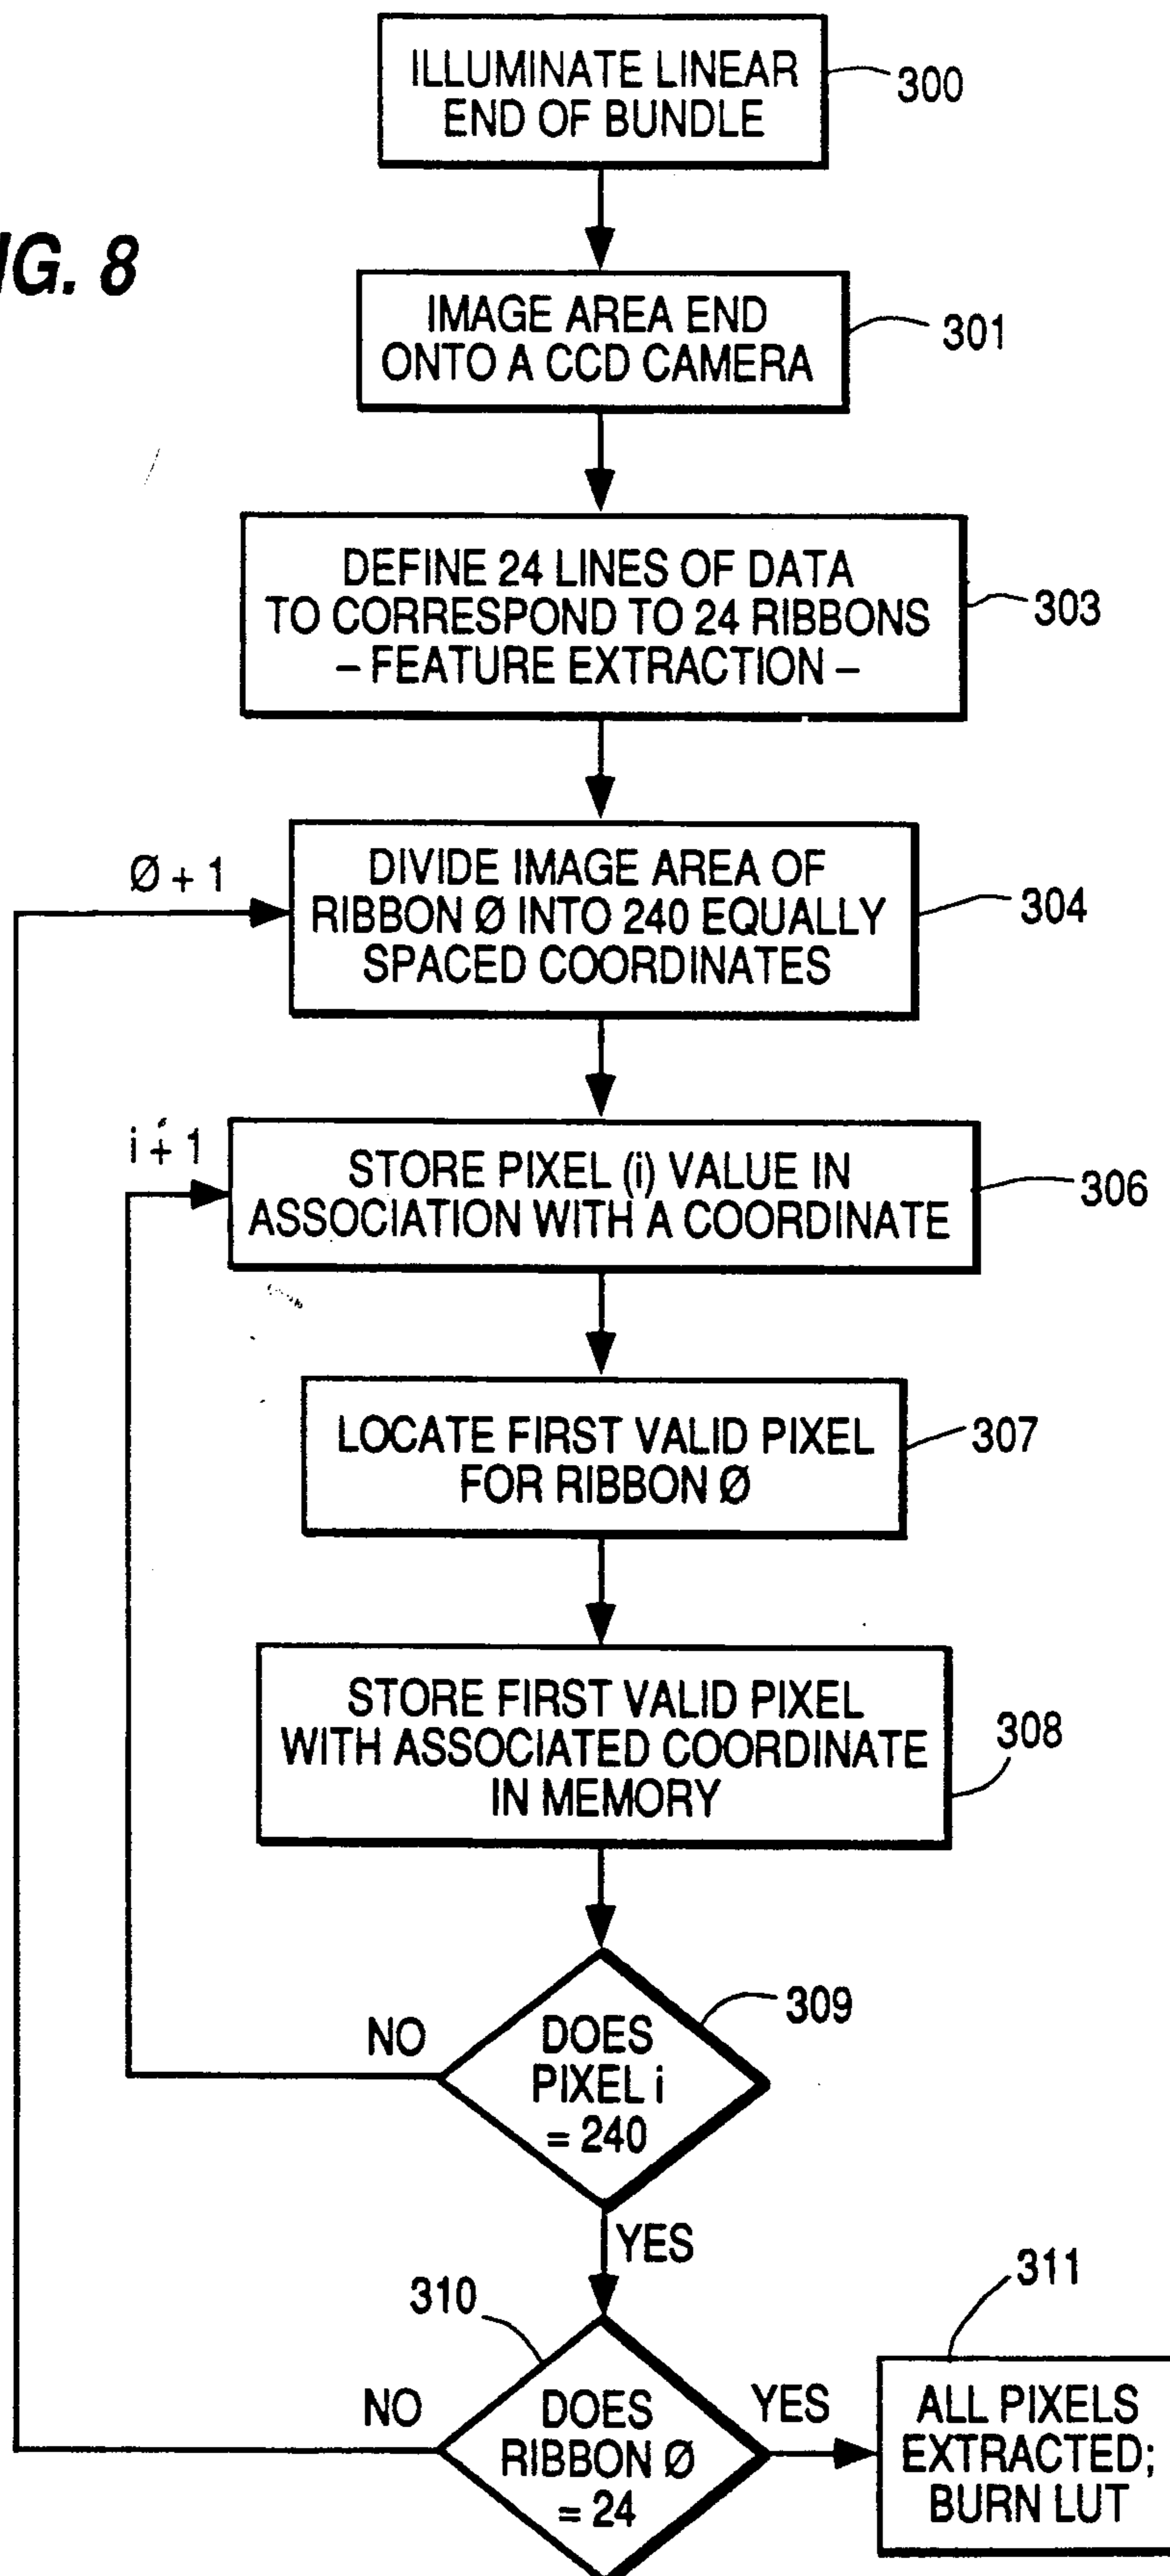 ILLUMINATE LINEAR
END OF BUNDLE
300
IG. 8
IMAGE AREA END
ONTO A CCD CAMERA
301
DEFINE 24 LINES OF DATA
TO CORRESPOND TO 24 RIBBONS
– FEATURE EXTRACTION –
303
Ø + 1
DIVIDE IMAGE AREA OF
RIBBON Ø INTO 240 EQUALLY
SPACED COORDINATES
304
i + 1
STORE PIXEL (i) VALUE IN
ASSOCIATION WITH A COORDINATE
306
LOCATE FIRST VALID PIXEL
FOR RIBBON Ø
307
STORE FIRST VALID PIXEL
WITH ASSOCIATED COORDINATE
IN MEMORY
308
DOES
PIXEL i
= 240
309
NO
YES
310
DOES
RIBBON Ø
= 24
NO
YES
311
ALL PIXELS
EXTRACTED;
BURN LUT